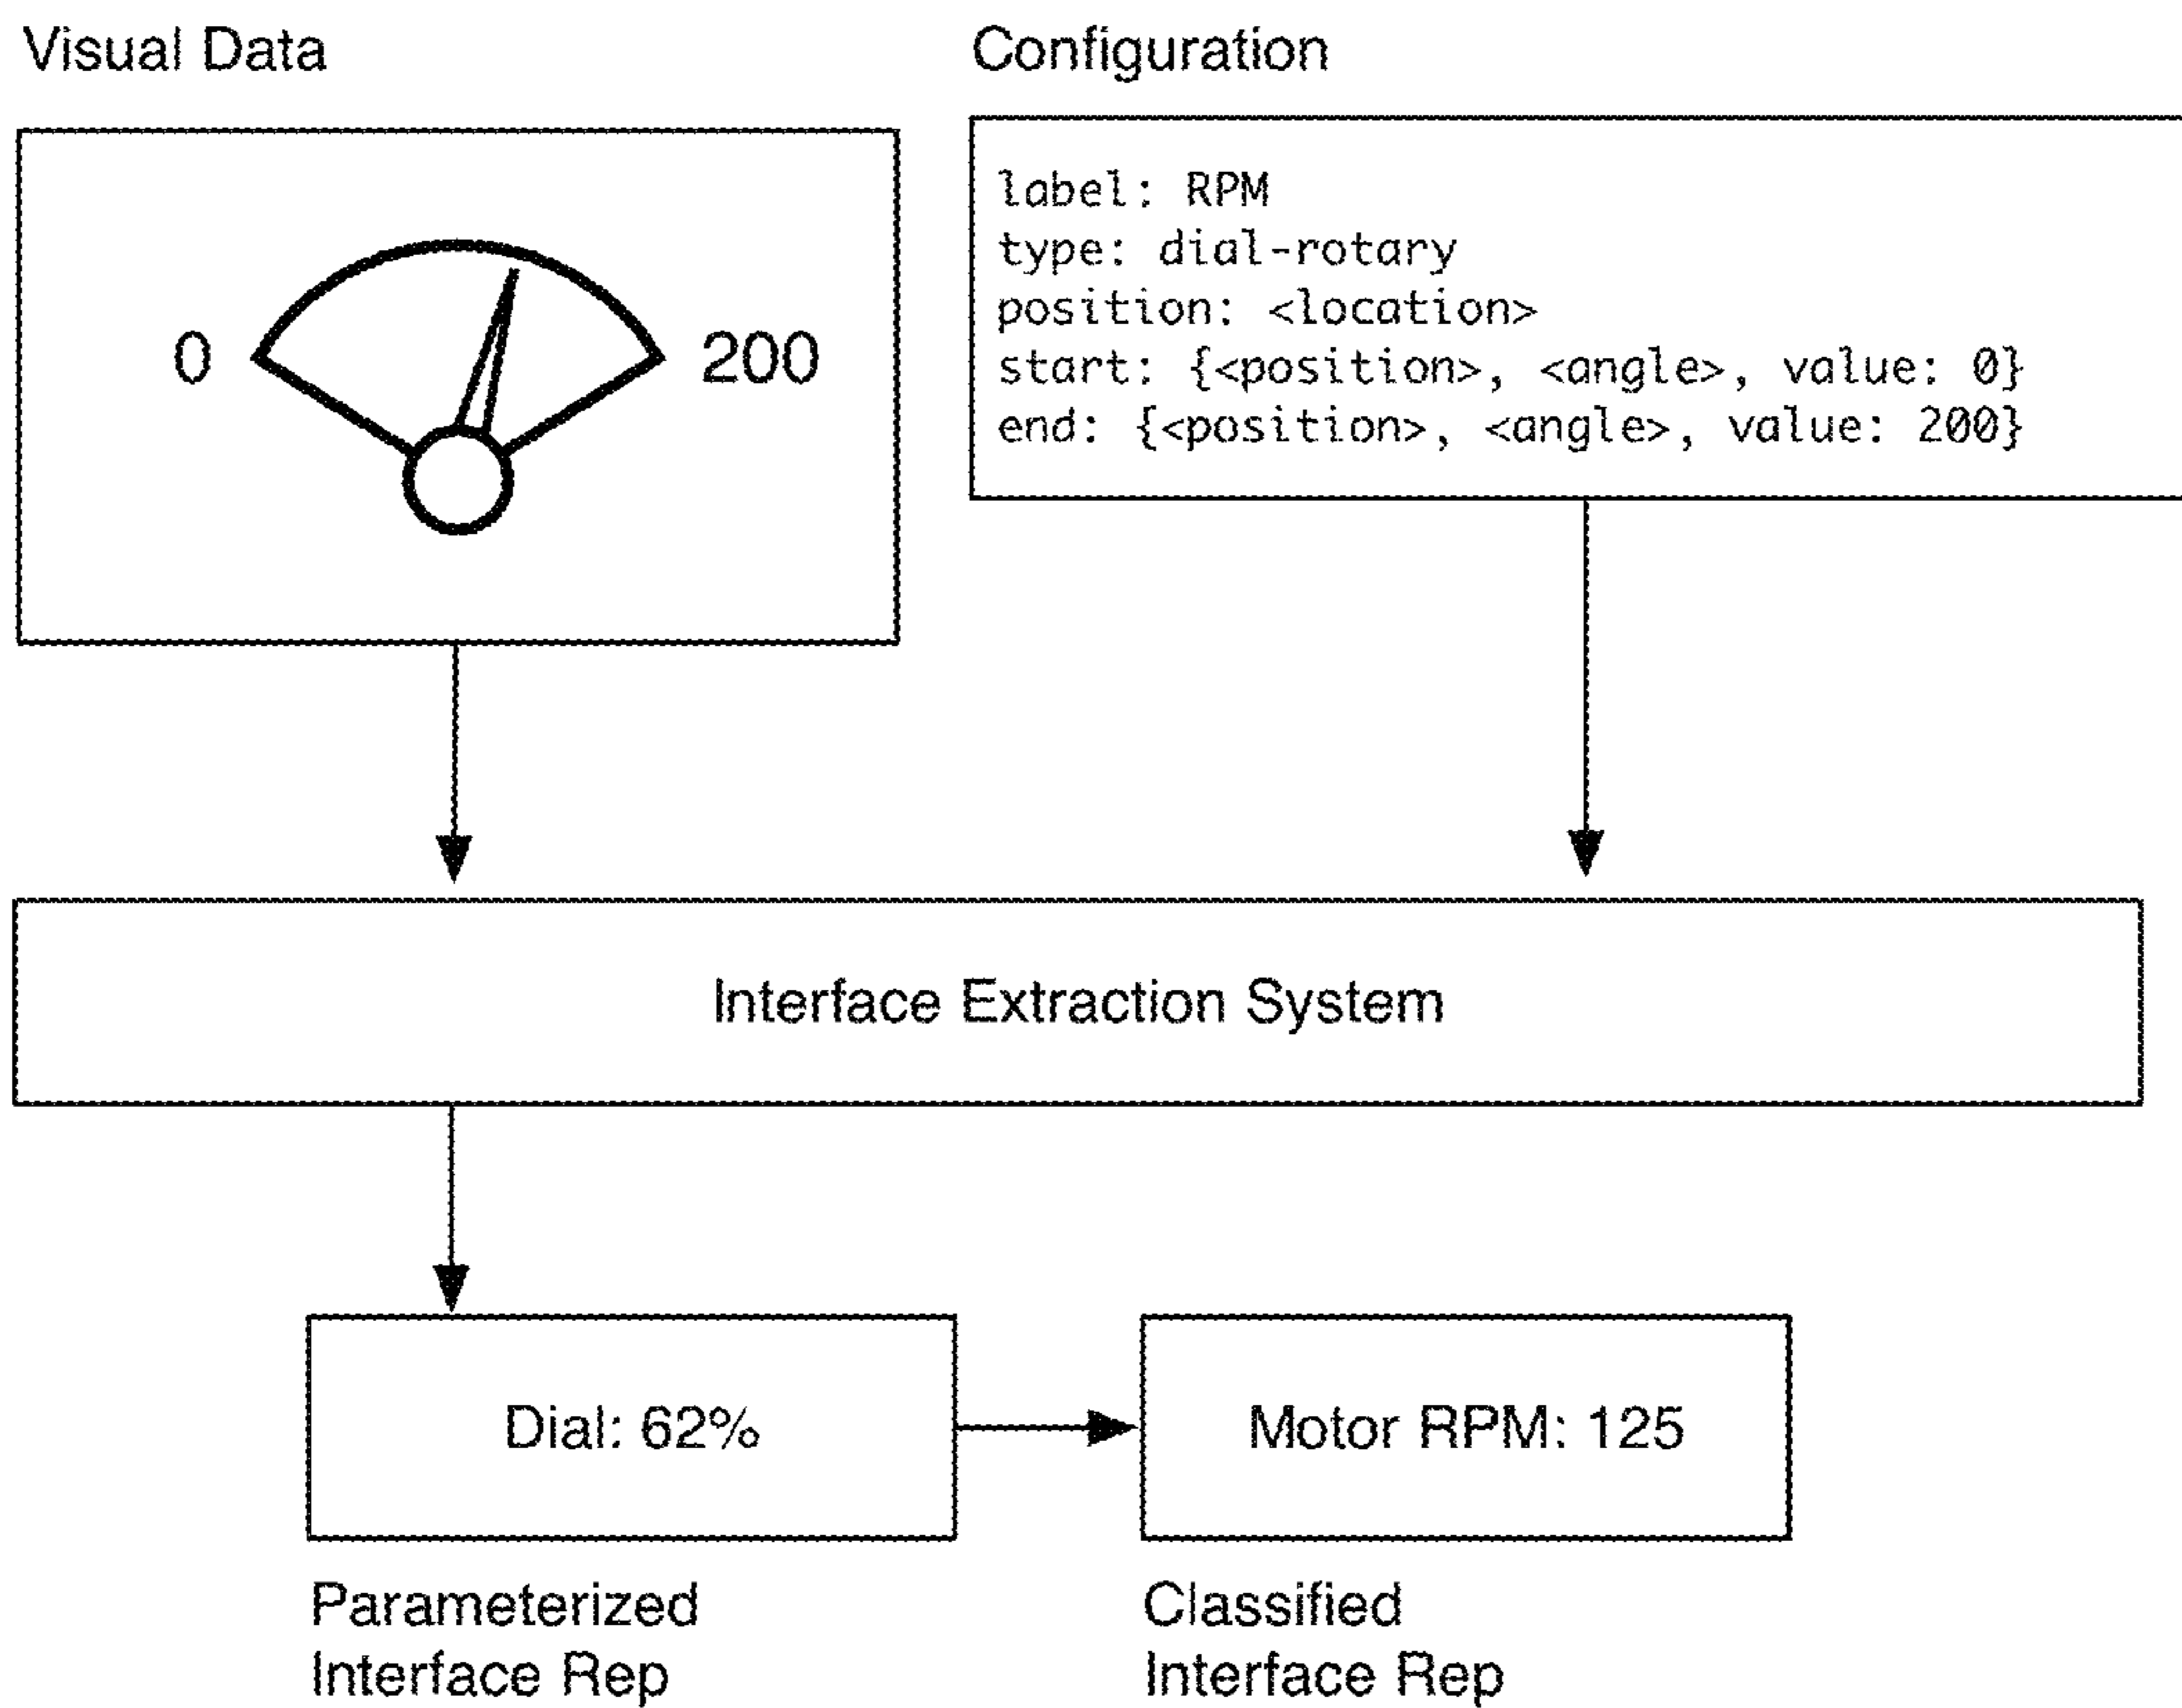 Visual Data
Configuration
0
200
label: RPM
type: dial-rotary
position: <location>
start: {<position>, <angle>, value: 0}
end: {<position>, <angle>, value: 200}
Interface Extraction System
Dial: 62%
Motor RPM: 125
Parameterized
Interface Rep
Classified
Interface Rep